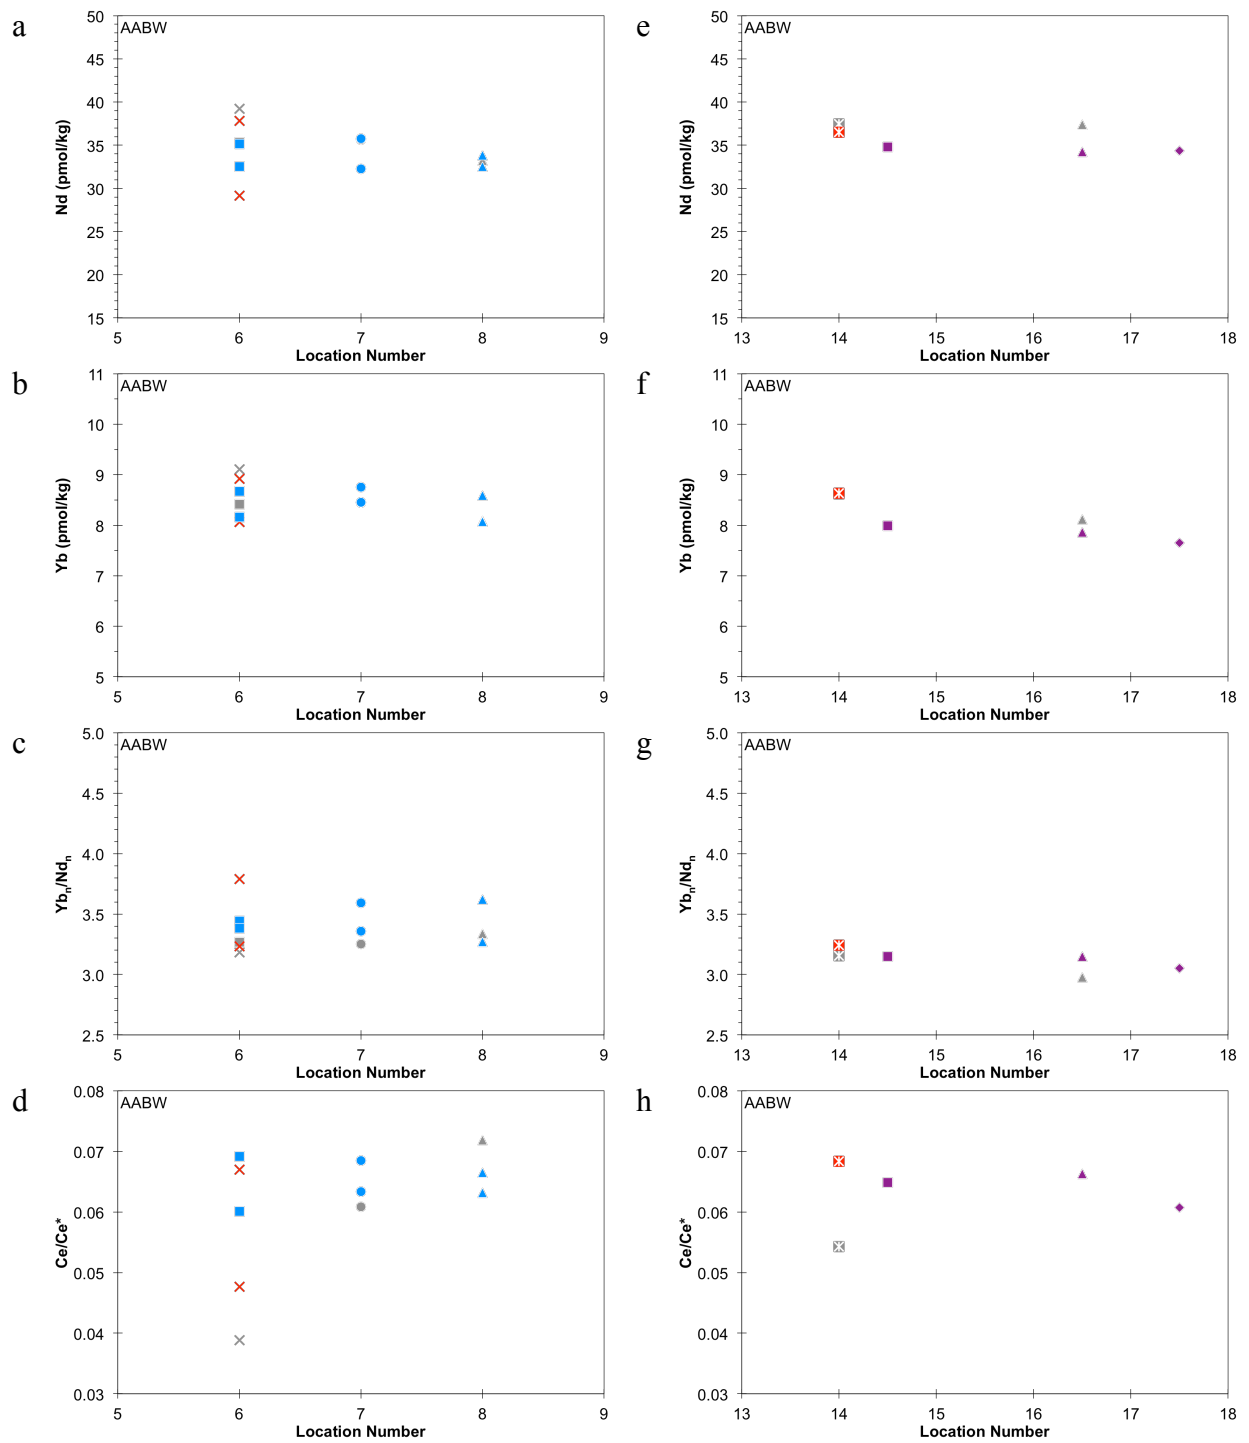 a
AABW
50
45
40
35
30
25
20
15
Nd (pmol/kg)
5 6 7 8 9
Location Number
e
AABW
50
45
40
35
30
25
20
15
Nd (pmol/kg)
13 14 15 16 17 18
Location Number
b
AABW
11
10
9
8
7
6
5
Yb (pmol/kg)
5 6 7 8 9
Location Number
f
AABW
11
10
9
8
7
6
5
Yb (pmol/kg)
13 14 15 16 17 18
Location Number
c
AABW
5.0
4.5
4.0
3.5
3.0
2.5
Ybn/Ndn
5 6 7 8 9
Location Number
g
AABW
5.0
4.5
4.0
3.5
3.0
2.5
Ybn/Ndn
13 14 15 16 17 18
Location Number
d
AABW
0.08
0.07
0.06
0.05
0.04
0.03
Ce/Ce*
5 6 7 8 9
Location Number
h
AABW
0.08
0.07
0.06
0.05
0.04
0.03
Ce/Ce*
13 14 15 16 17 18
Location Number